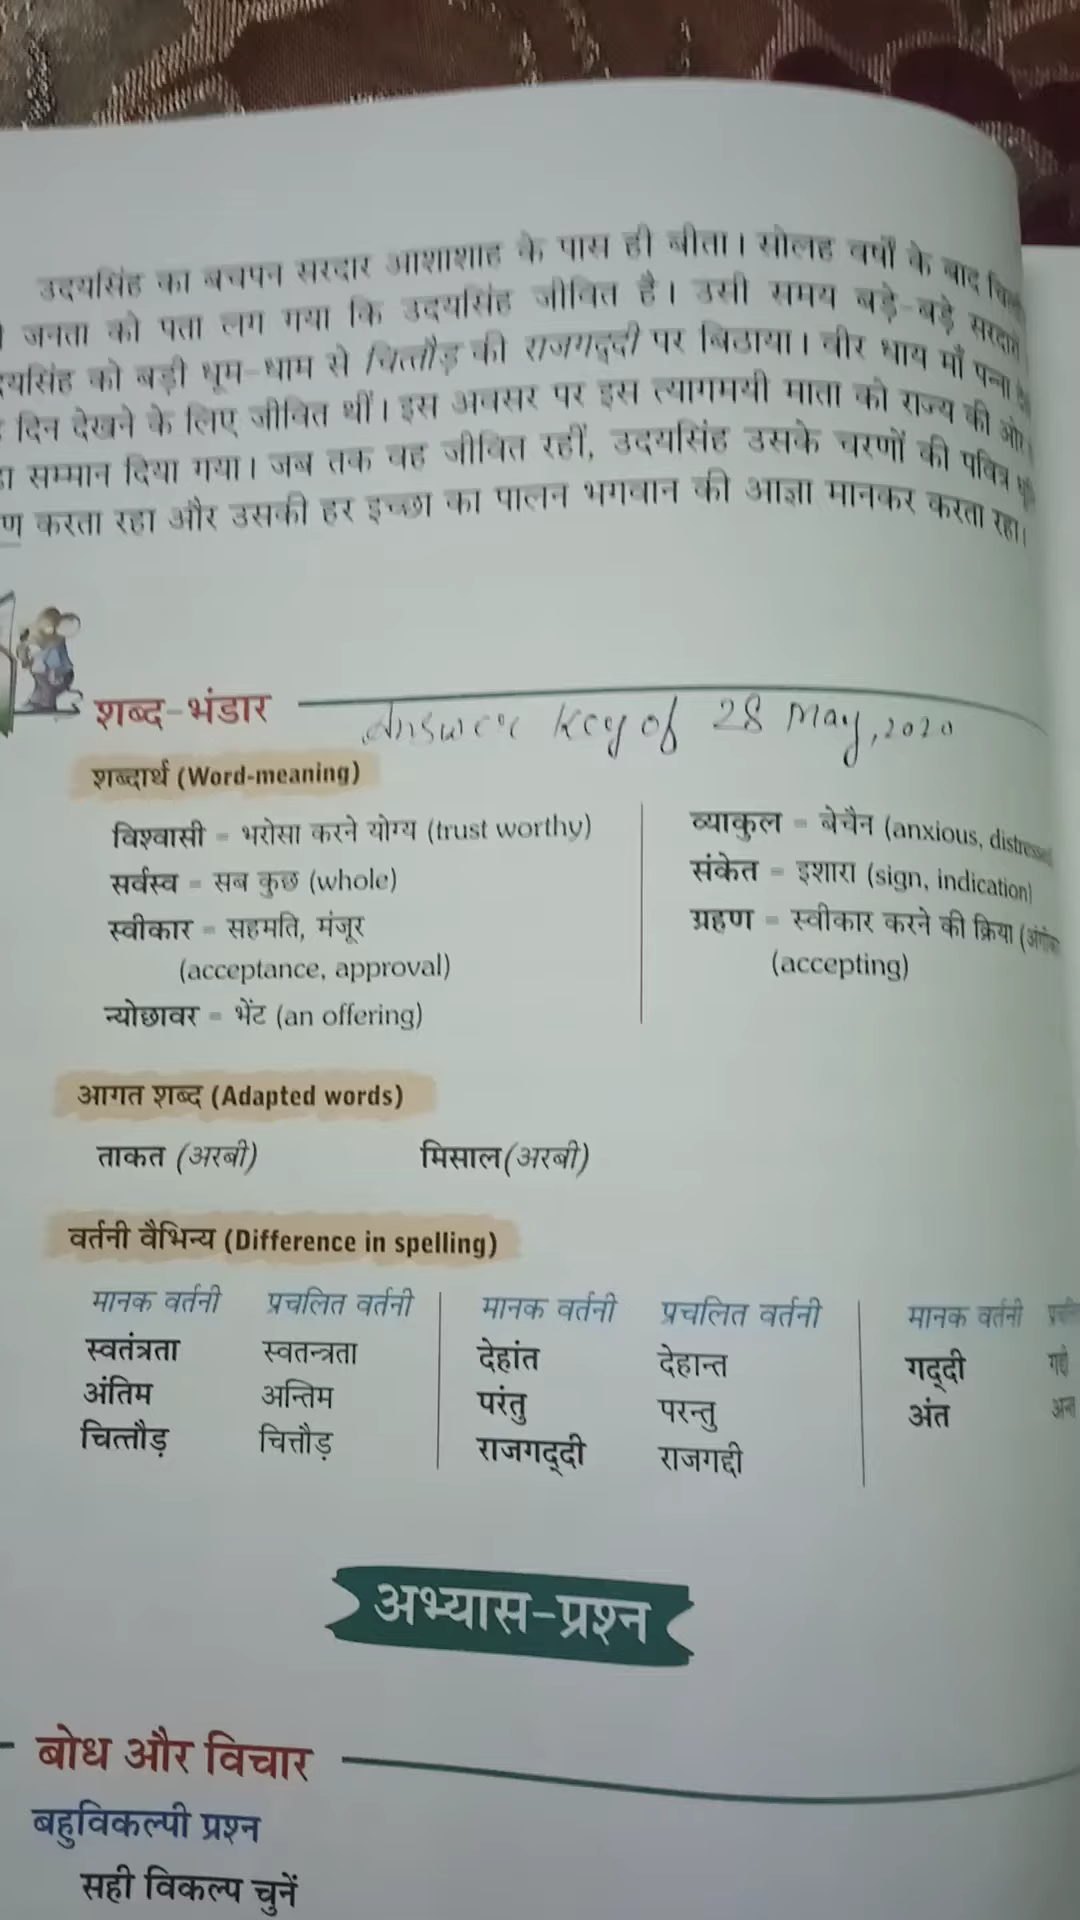 उदयसिंह का बचपन सरदार आशाशाह के पास ही बीता। सोलह वर्षों के बाद
जनता को पता लग गया कि उदयसिंह जीवित है। उसी समय बड़े-बड़े
को बड़ी धूम-धाम से चित्तौड़ की राजगद्दी पर बिठाया। वीर धाय माँ पन्ना
दिन देखने के लिए जीवित थीं। इस अवसर पर इस त्यागमयी माता को राज्य की
सम्मान दिया गया। जब तक वह जीवित रहीं, उदयसिंह उसके चरणों की पवित्र
करता रहा और उसकी हर इच्छा का पालन भगवान की आज्ञा मानकर करता रहा।
शब्द-भंडार
Answer Key of 28 May, 2020
शब्दार्थ (Word-meaning)
विश्वासी = भरोसा करने योग्य (trust worthy)
सर्वस्व = सब कुछ (whole)
स्वीकार = सहमति, मंजूर
(acceptance, approval)
न्योछावर = भेंट (an offering)
व्याकुल = बेचैन (anxious,
संकेत = इशारा (sign, indication)
ग्रहण = स्वीकार करने की क्रिया
(accepting)
आगत शब्द (Adapted words)
ताकत (अरबी) मिसाल(अरबी)
वर्तनी वैभिन्य (Difference in spelling)
मानक वर्तनी प्रचलित वर्तनी मानक वर्तनी प्रचलित वर्तनी मानक वर्तनी
स्वतंत्रता स्वतन्त्रता देहांत देहान्त गद्‌दी
अंतिम अन्तिम परंतु परन्तु अंत
चित्‍तौड़ चित्तौड़ राजगद्‌दी राजगद्दी
अभ्यास-प्रश्न
बोध और विचार
बहुविकल्पी प्रश्न
सही विकल्प चुनें